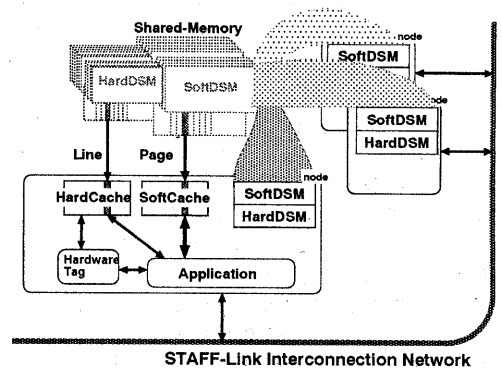 Shared-Memory
node
SoftDSM
HardDSM
SoftDSM
node
SoftDSM
HardDSM
Line
Page
node
HardCache
SoftCache
SoftDSM
HardDSM
Hardware
Tag
Application
STAFF-Link Interconnection Network